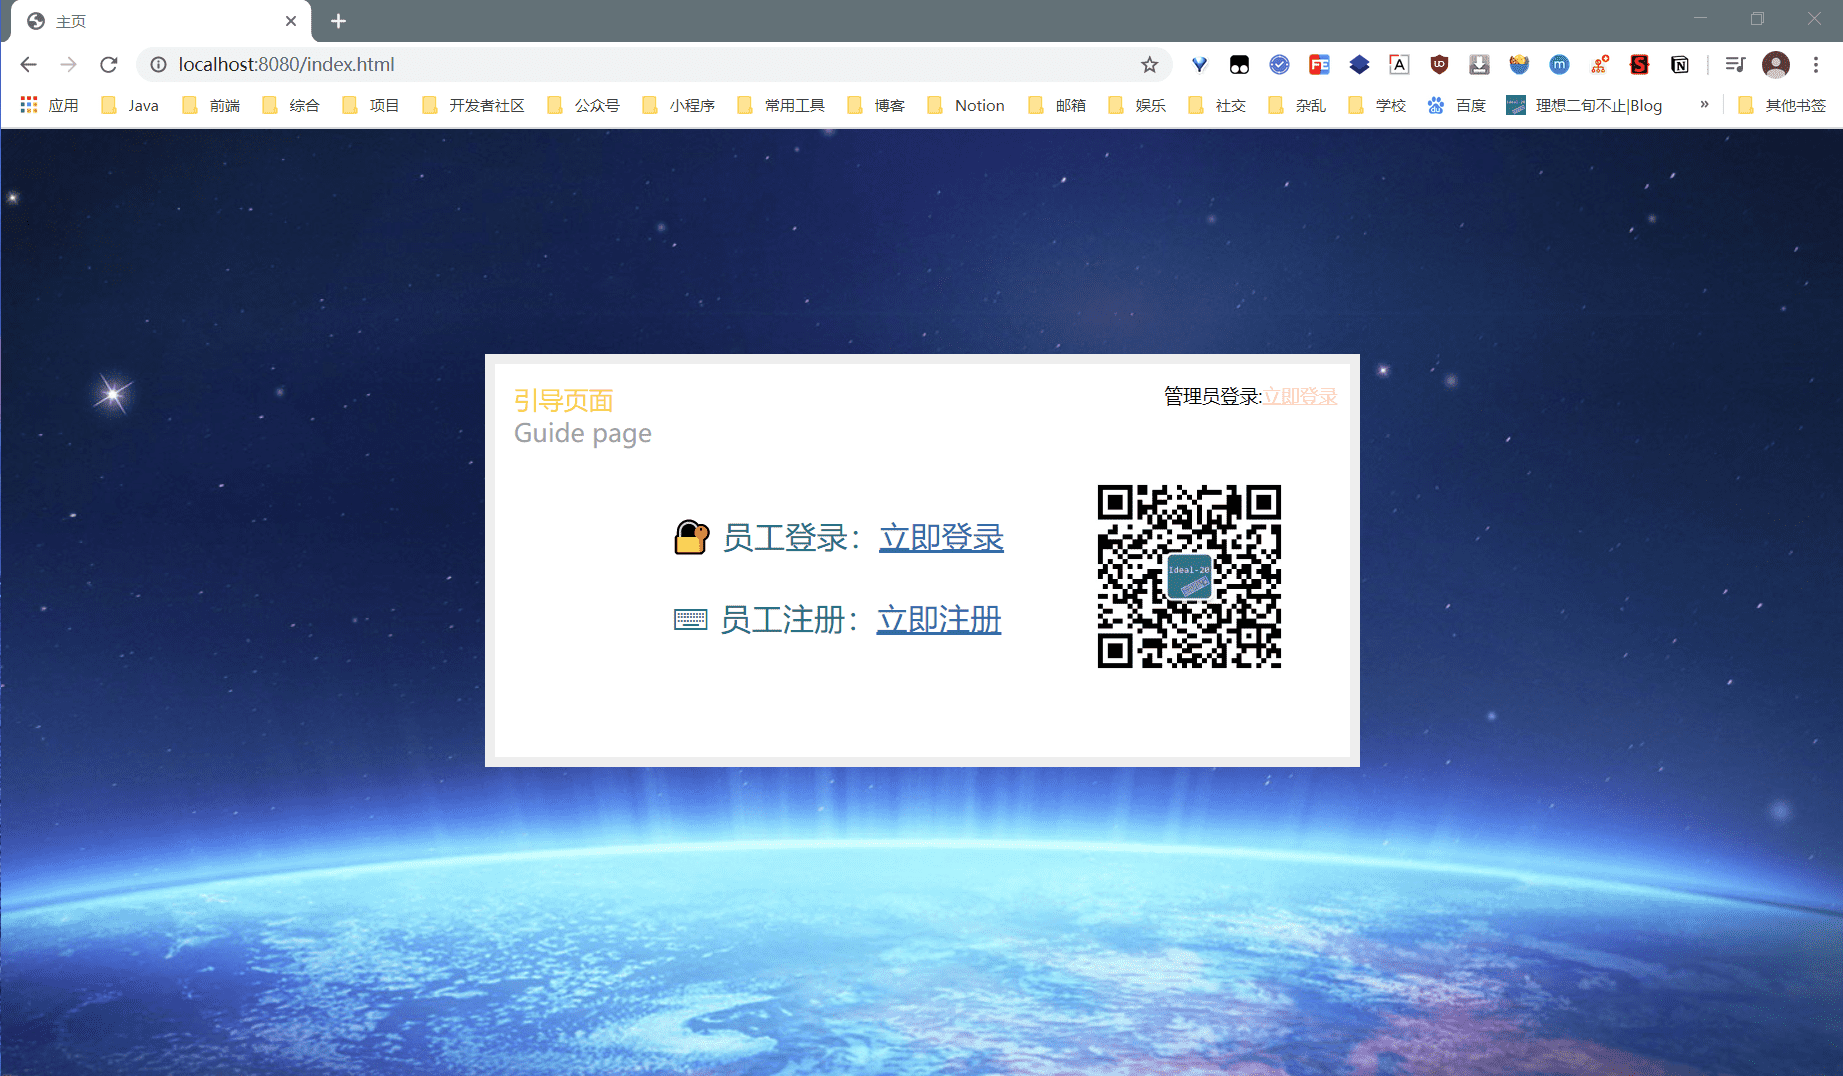 主页
localhost:8080/index.html
应用 Java 前端 综合 项目 开发者社区 公众号 小程序 常用工具 博客 Notion 邮箱 娱乐 社交 杂乱 学校 百度 理想二旬不止|Blog » 其他书签
引导页面
Guide page
管理员登录:立即登录
员工登录：立即登录
员工注册：立即注册
Ideal-20